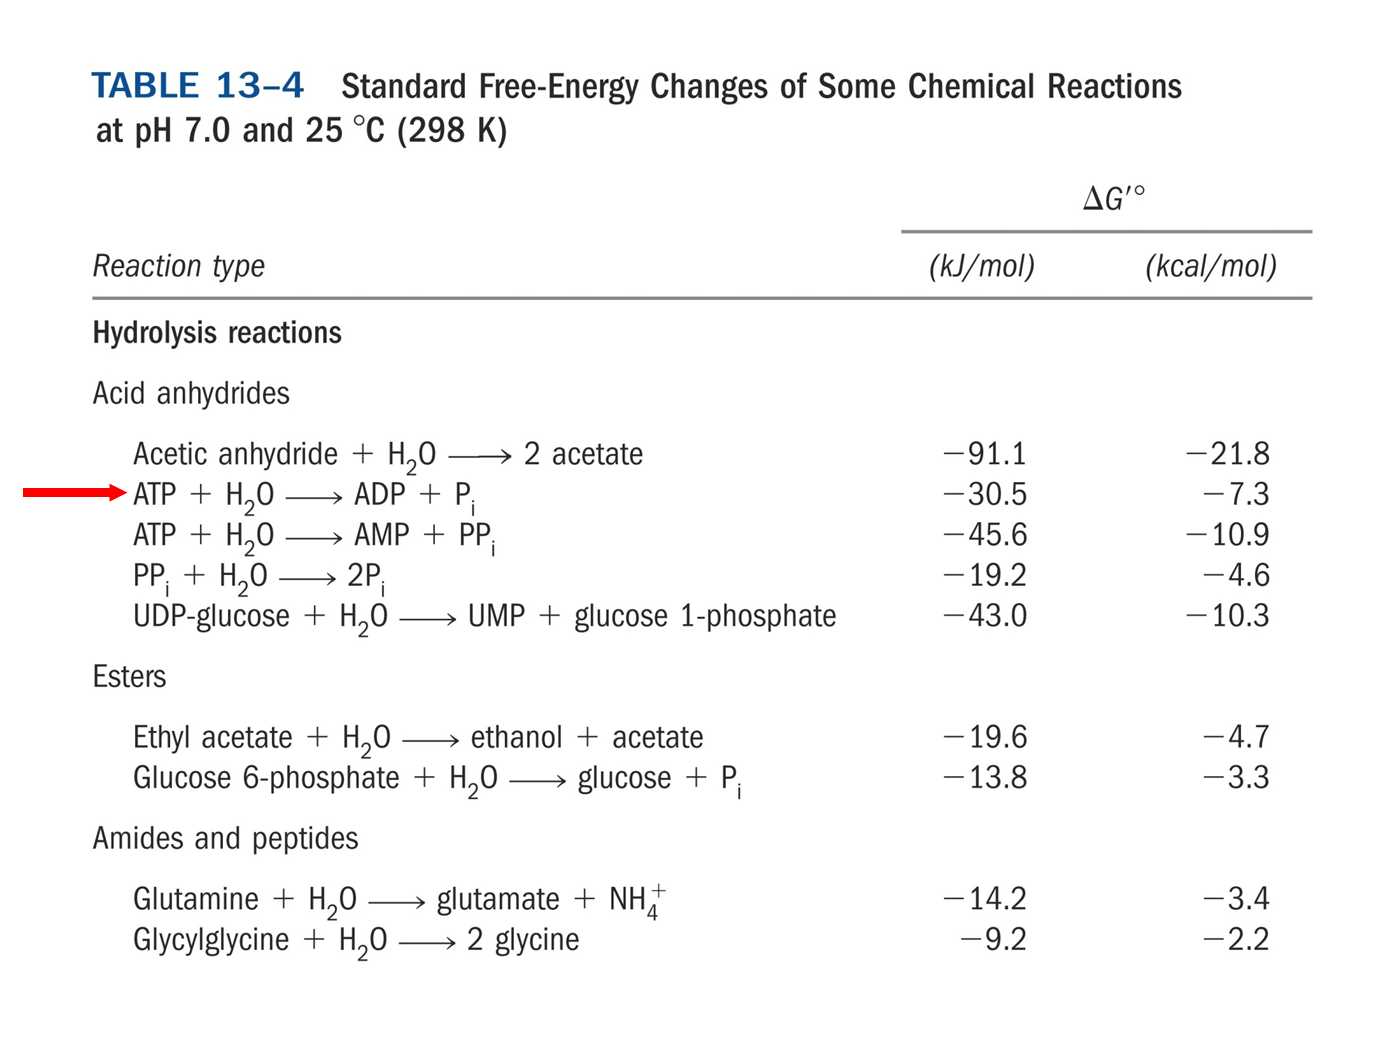 TABLE 13–4 Standard Free-Energy Changes of Some Chemical Reactions
at pH 7.0 and 25 °C (298 K)
ΔG′°
Reaction type (kJ/mol) (kcal/mol)
Hydrolysis reactions
Acid anhydrides
Acetic anhydride + H₂O ⟶ 2 acetate −91.1 −21.8
ATP + H₂O ⟶ ADP + Pᵢ −30.5 −7.3
ATP + H₂O ⟶ AMP + PPᵢ −45.6 −10.9
PPᵢ + H₂O ⟶ 2Pᵢ −19.2 −4.6
UDP-glucose + H₂O ⟶ UMP + glucose 1-phosphate −43.0 −10.3
Esters
Ethyl acetate + H₂O ⟶ ethanol + acetate −19.6 −4.7
Glucose 6-phosphate + H₂O ⟶ glucose + Pᵢ −13.8 −3.3
Amides and peptides
Glutamine + H₂O ⟶ glutamate + NH₄⁺ −14.2 −3.4
Glycylglycine + H₂O ⟶ 2 glycine −9.2 −2.2